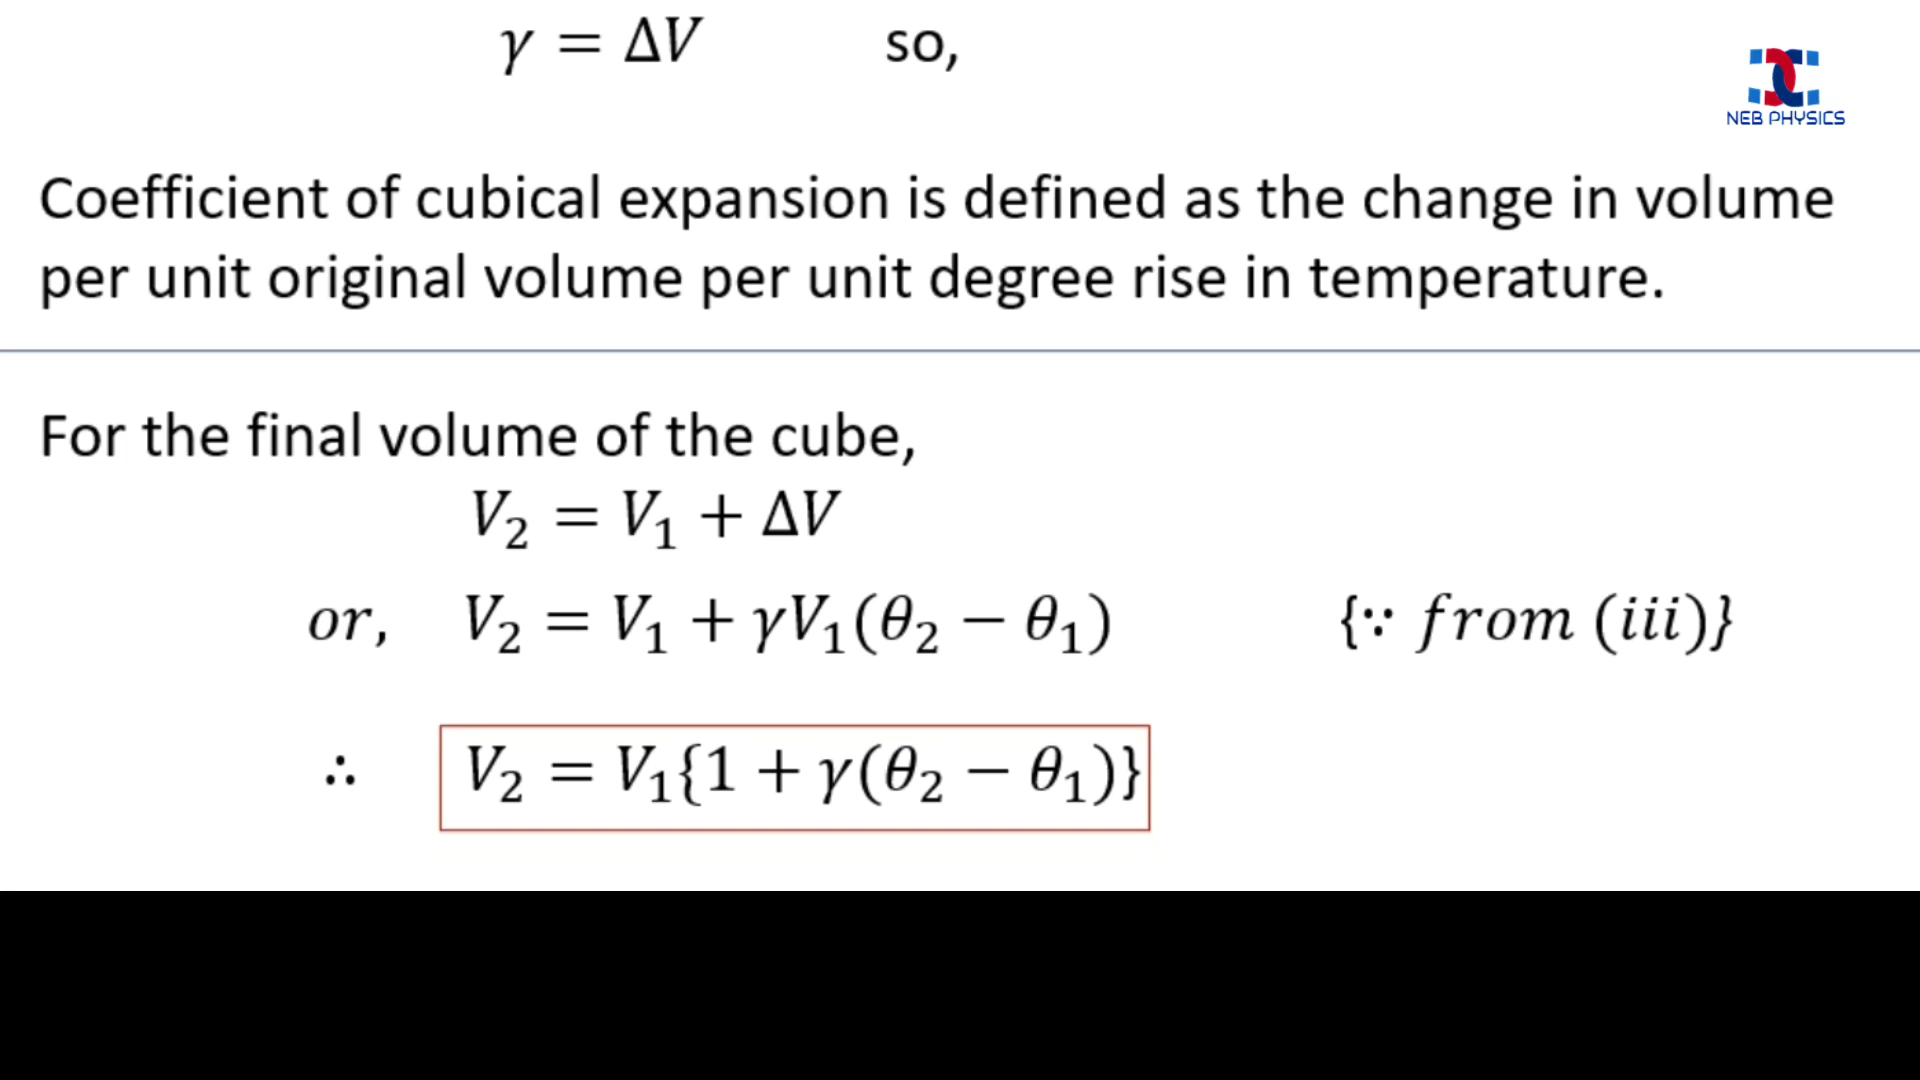 γ = ΔV so,
NEB PHYSICS
Coefficient of cubical expansion is defined as the change in volume
per unit original volume per unit degree rise in temperature.
For the final volume of the cube,
V₂ = V₁ + ΔV
or, V₂ = V₁ + γV₁(θ₂ − θ₁) {∵ from (iii)}
∴ V₂ = V₁{1 + γ(θ₂ − θ₁)}